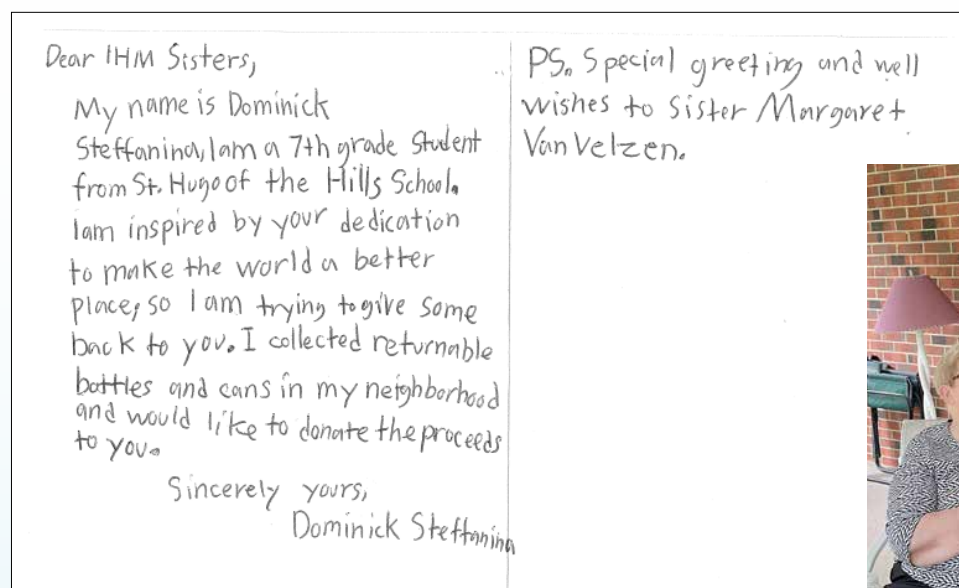 Dear IHM Sisters,
My name is Dominick
Steffanina, I am a 7th grade Student
from St. Hugo of the Hills School.
I am inspired by your dedication
to make the world a better
place, so I am trying to give some
back to you. I collected returnable
bottles and cans in my neighborhood
and would like to donate the proceeds
to you.
Sincerely yours,
Dominick Steffanina
PS. Special greeting and well
wishes to Sister Margaret
Van Velzen.